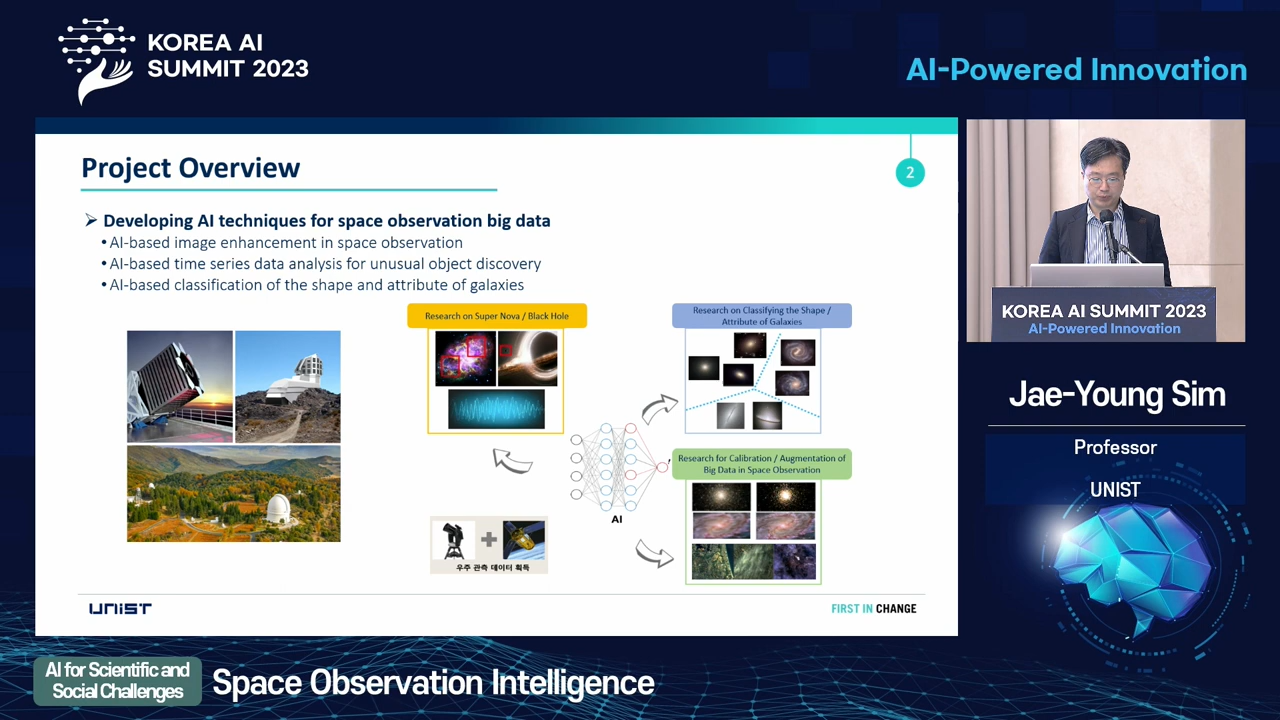 KOREA AI
SUMMIT 2023
AI-Powered Innovation
Project Overview
2
➢ Developing AI techniques for space observation big data
• AI-based image enhancement in space observation
• AI-based time series data analysis for unusual object discovery
• AI-based classification of the shape and attribute of galaxies
Research on Super Nova / Black Hole
Research on Classifying the Shape /
Attribute of Galaxies
Research for Calibration / Augmentation of
Big Data in Space Observation
AI
우주 관측 데이터 획득
UNIST
FIRST IN CHANGE
KOREA AI SUMMIT 2023
AI-Powered Innovation
Jae-Young Sim
Professor
UNIST
AI for Scientific and
Social Challenges
Space Observation Intelligence